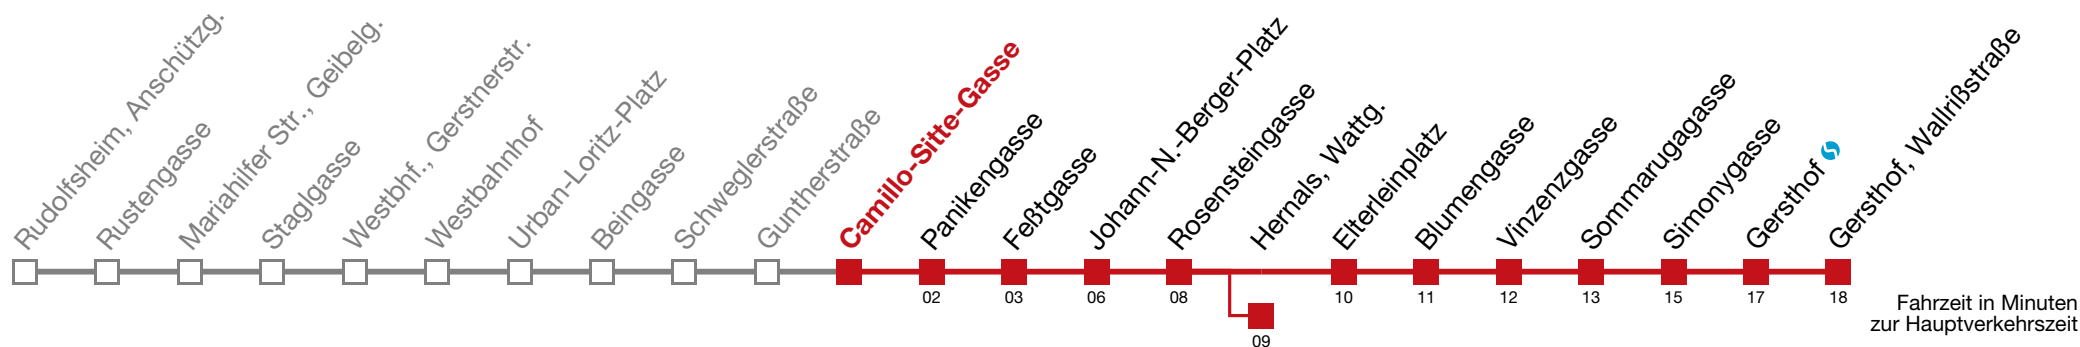 Rudolfsheim, Anschützg.
Rustengasse
Mariahilfer Str., Geibelg.
Staglgasse
Westbhf., Gerstnerstr.
Westbahnhof
Urban-Loritz-Platz
Beingasse
Schweglerstraße
Guntherstraße
Camillo-Sitte-Gasse
Panikengasse
Feßtgasse
Johann-N.-Berger-Platz
Rosensteingasse
Hernals, Wattg.
Elterleinplatz
Blumengasse
Vinzenzgasse
Sommarugagasse
Simonygasse
Gersthof
Gersthof, Wallrißstraße
02 03 06 08 10 11 12 13 15 17 18
09
Fahrzeit in Minuten
zur Hauptverkehrszeit